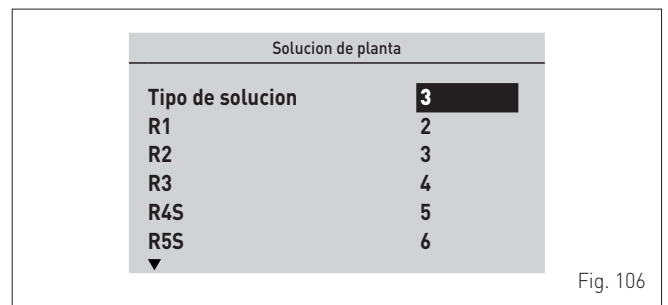 Solucion de planta
Tipo de solucion 3
R1 2
R2 3
R3 4
R4S 5
R5S 6
▼
Fig. 106